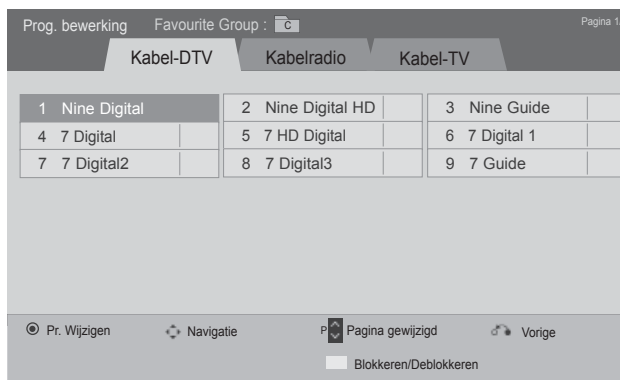 Prog. bewerking Favourite Group : C Pagina 1/
Kabel-DTV Kabelradio Kabel-TV
1 Nine Digital 2 Nine Digital HD 3 Nine Guide
4 7 Digital 5 7 HD Digital 6 7 Digital 1
7 7 Digital2 8 7 Digital3 9 7 Guide
Pr. Wijzigen Navigatie P Pagina gewijzigd Vorige
Blokkeren/Deblokkeren